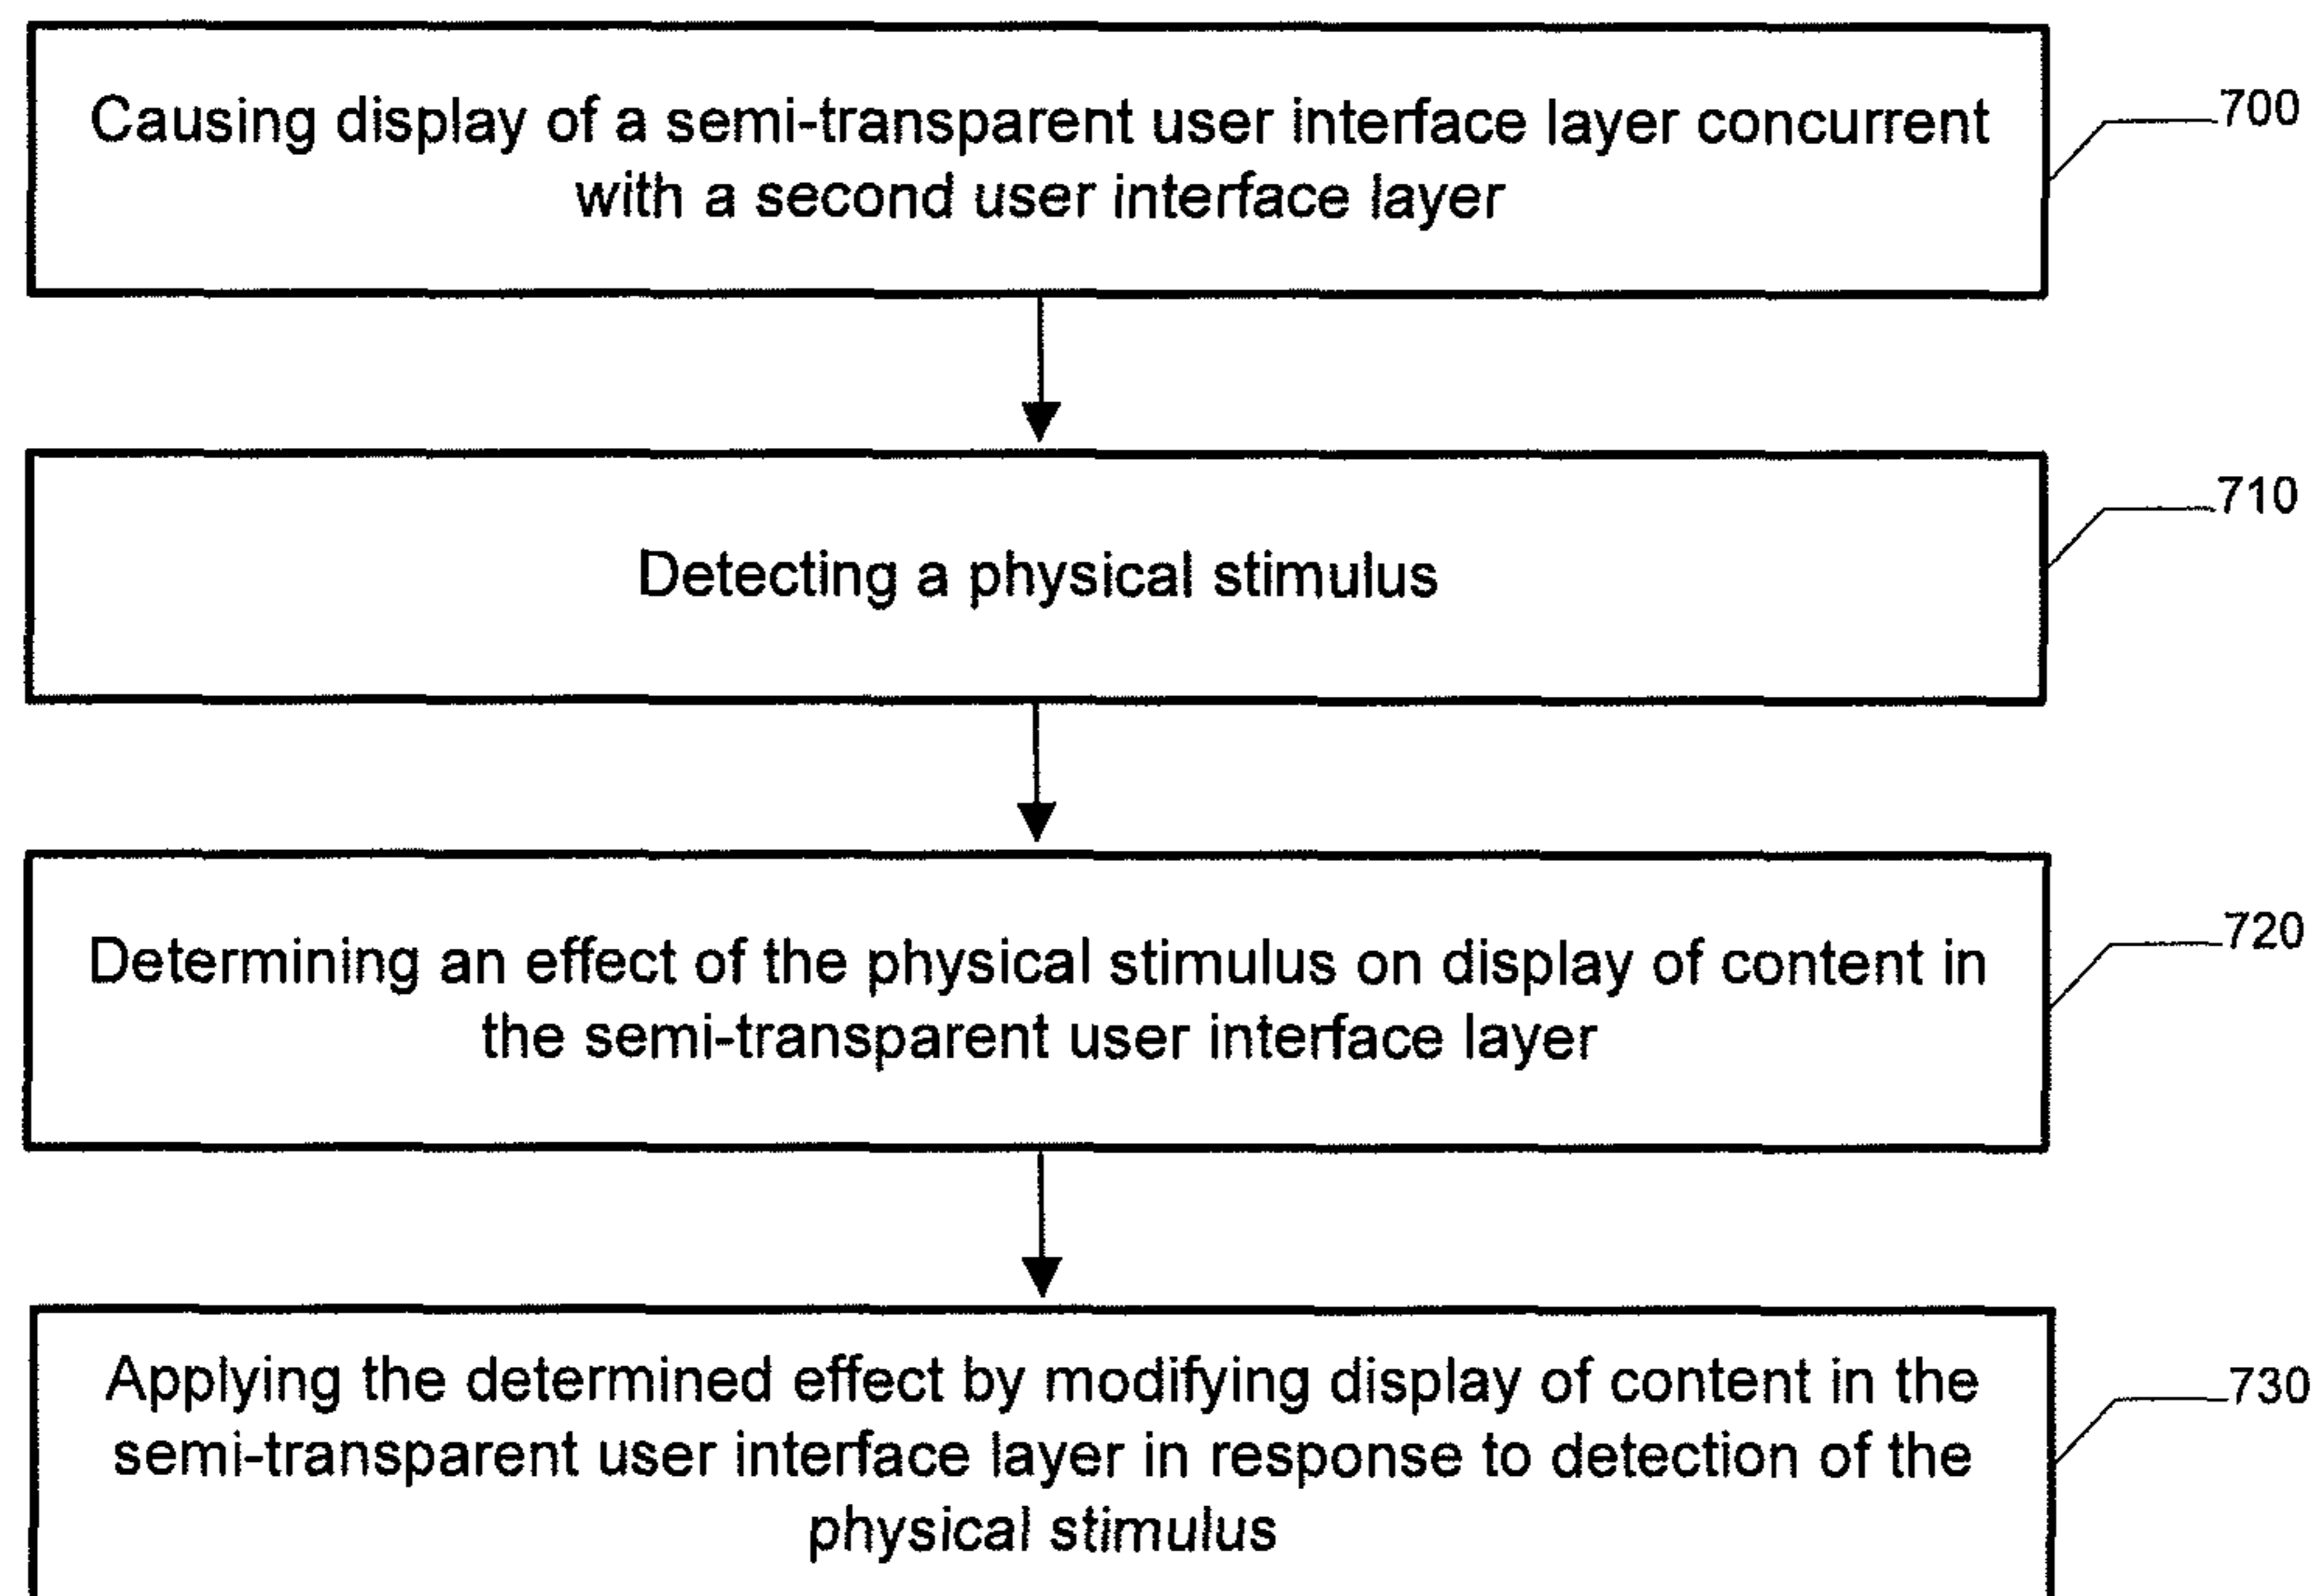 Causing display of a semi-transparent user interface layer concurrent
with a second user interface layer
700
Detecting a physical stimulus
710
Determining an effect of the physical stimulus on display of content in
the semi-transparent user interface layer
720
Applying the determined effect by modifying display of content in the
semi-transparent user interface layer in response to detection of the
physical stimulus
730